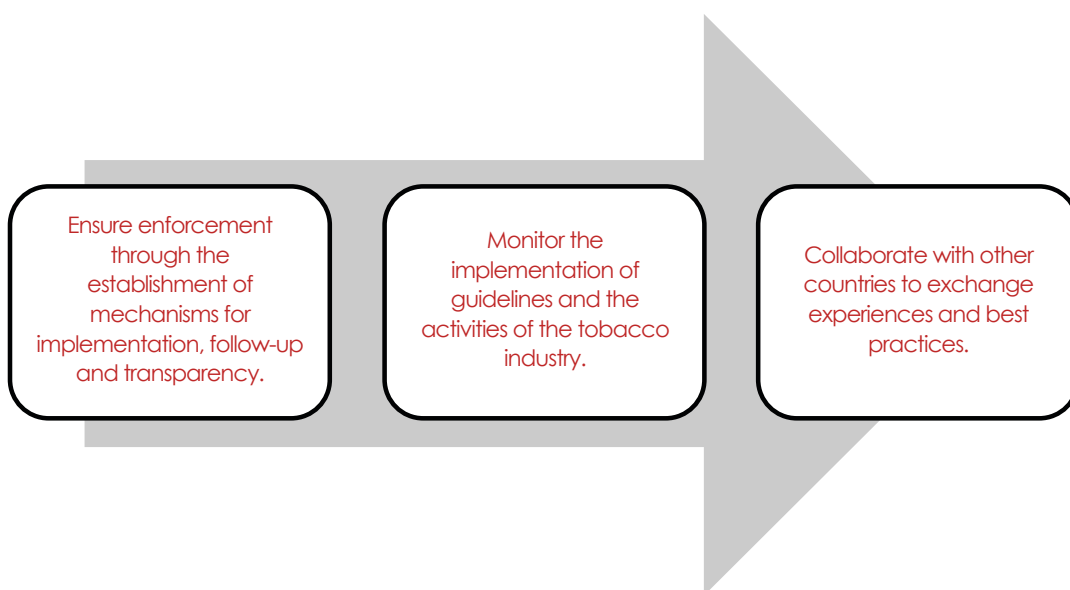 Ensure enforcement
through the
establishment of
mechanisms for
implementation, follow-up
and transparency.
Monitor the
implementation of
guidelines and the
activities of the tobacco
industry.
Collaborate with other
countries to exchange
experiences and best
practices.